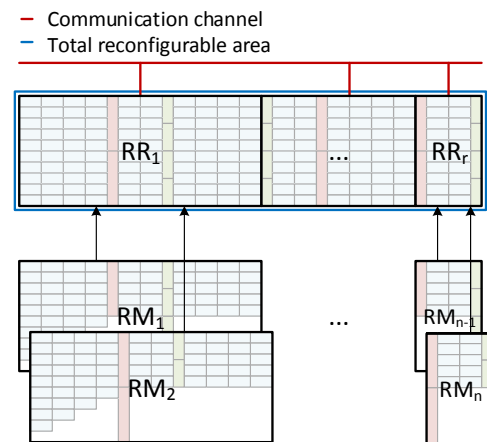 Communication channel
Total reconfigurable area
RR1 ... RRr
RM1 ... RMn-1
RM2 RMn